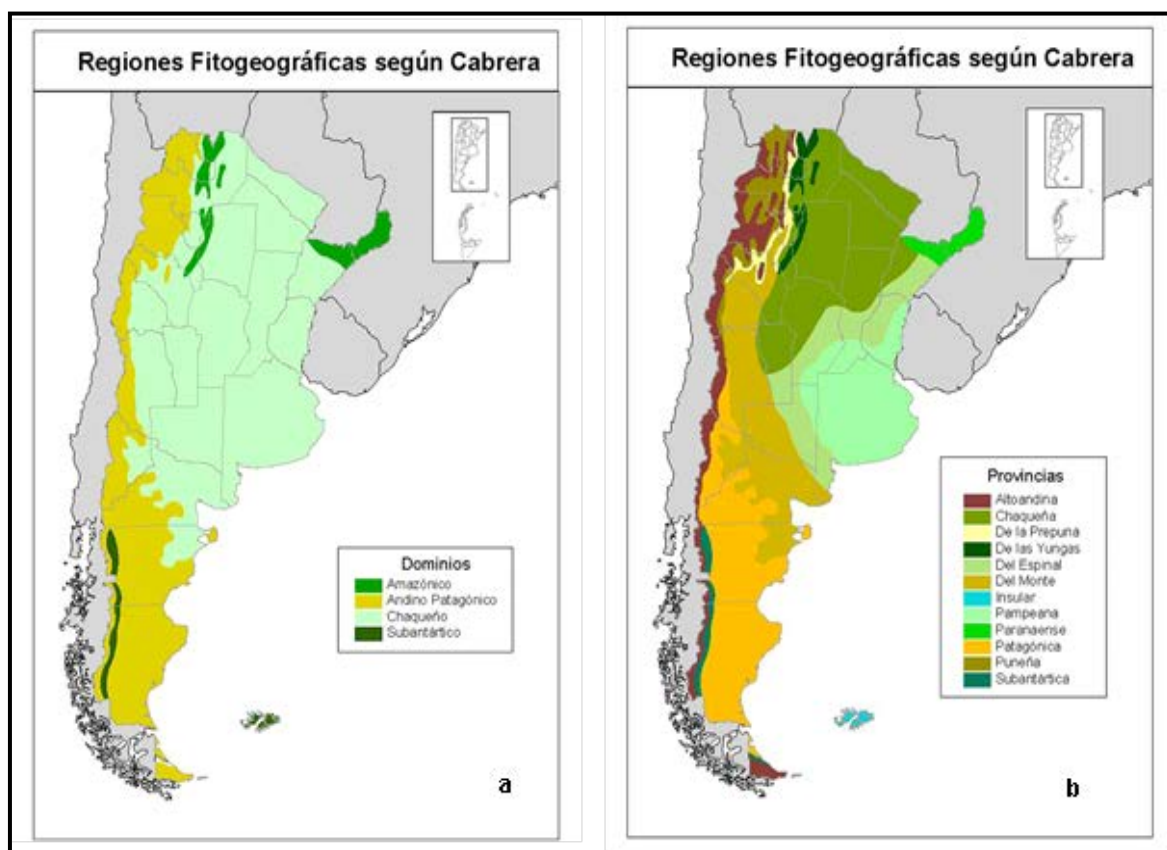 Regiones Fitogeográficas según Cabrera
Dominios
Amazónico
Andino Patagónico
Chaqueño
Subantártico
a
Regiones Fitogeográficas según Cabrera
Provincias
Altoandina
Chaqueña
De la Prepuna
De las Yungas
Del Espinal
Del Monte
Insular
Pampeana
Paranaense
Patagónica
Puneña
Subantártica
b